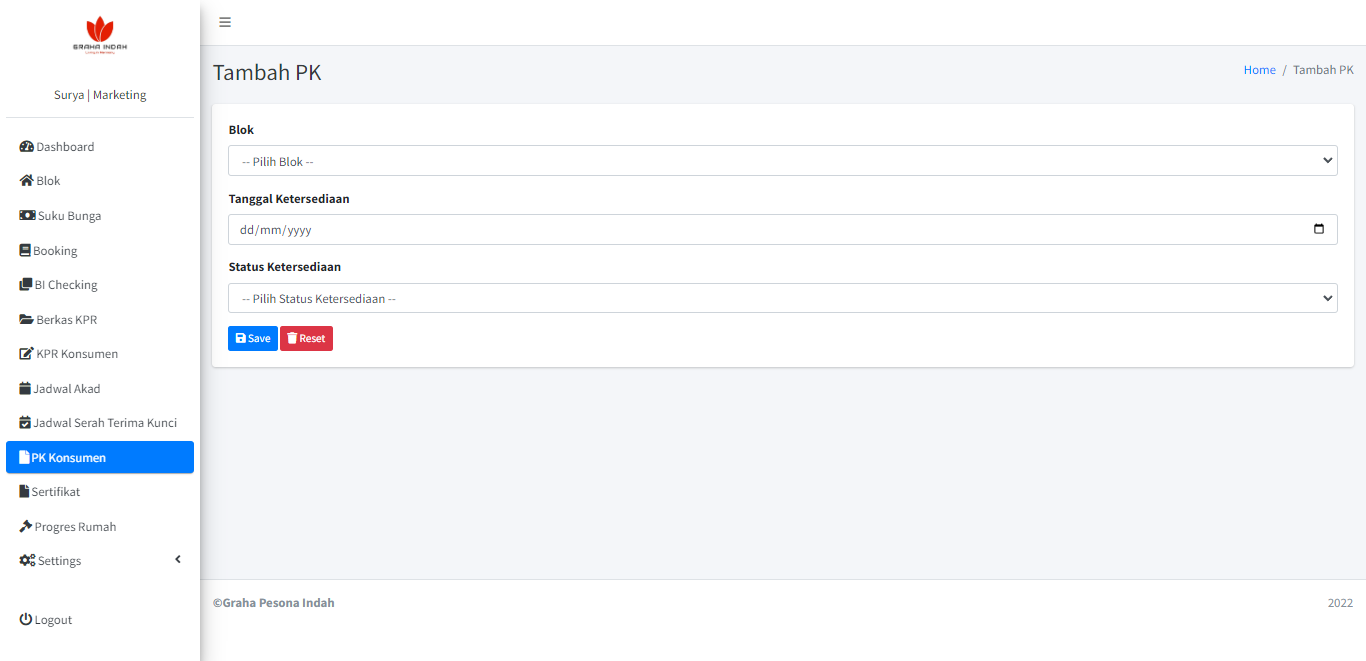 GRAHA INDAH
Surya | Marketing
Dashboard
Blok
Suku Bunga
Booking
BI Checking
Berkas KPR
KPR Konsumen
Jadwal Akad
Jadwal Serah Terima Kunci
PK Konsumen
Sertifikat
Progres Rumah
Settings
Logout
Tambah PK
Home / Tambah PK
Blok
-- Pilih Blok --
Tanggal Ketersediaan
dd/mm/yyyy
Status Ketersediaan
-- Pilih Status Ketersediaan --
Save Reset
©Graha Pesona Indah
2022